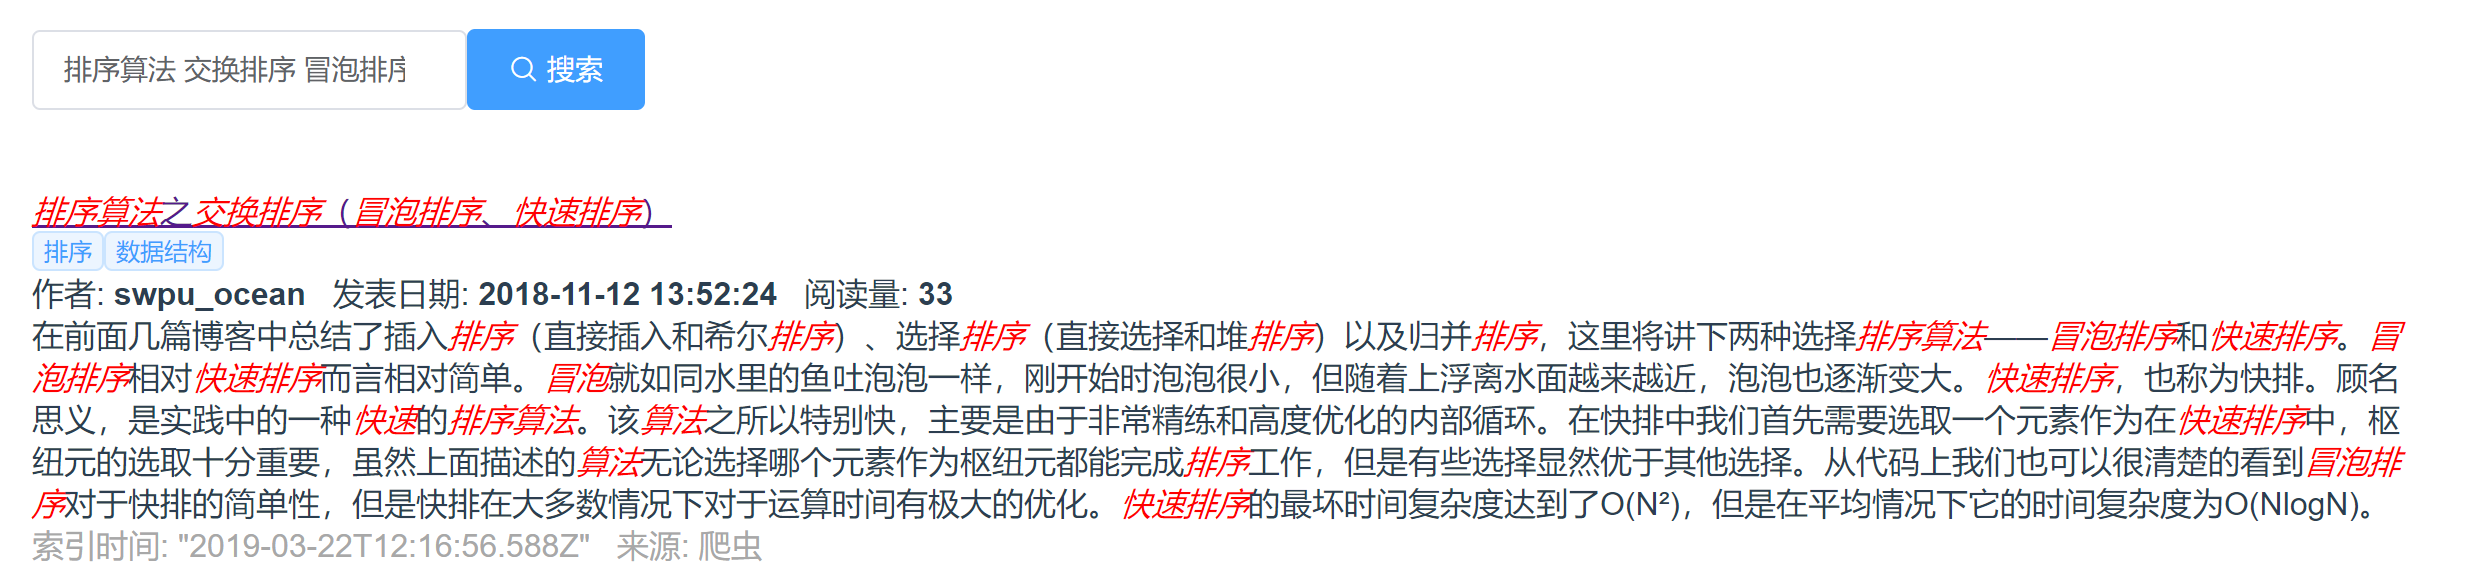 排序算法 交换排序 冒泡排序
搜索
排序算法之交换排序（冒泡排序、快速排序）
排序 数据结构
作者: swpu_ocean 发表日期: 2018-11-12 13:52:24 阅读量: 33
在前面几篇博客中总结了插入排序（直接插入和希尔排序）、选择排序（直接选择和堆排序）以及归并排序，这里将讲下两种选择排序算法——冒泡排序和快速排序。冒
泡排序相对快速排序而言相对简单。冒泡就如同水里的鱼吐泡泡一样，刚开始时泡泡很小，但随着上浮离水面越来越近，泡泡也逐渐变大。快速排序，也称为快排。顾名
思义，是实践中的一种快速的排序算法。该算法之所以特别快，主要是由于非常精练和高度优化的内部循环。在快排中我们首先需要选取一个元素作为在快速排序中，枢
纽元的选取十分重要，虽然上面描述的算法无论选择哪个元素作为枢纽元都能完成排序工作，但是有些选择显然优于其他选择。从代码上我们也可以很清楚的看到冒泡排
序对于快排的简单性，但是快排在大多数情况下对于运算时间有极大的优化。快速排序的最坏时间复杂度达到了O(N²)，但是在平均情况下它的时间复杂度为O(NlogN)。
索引时间: "2019-03-22T12:16:56.588Z" 来源: 爬虫